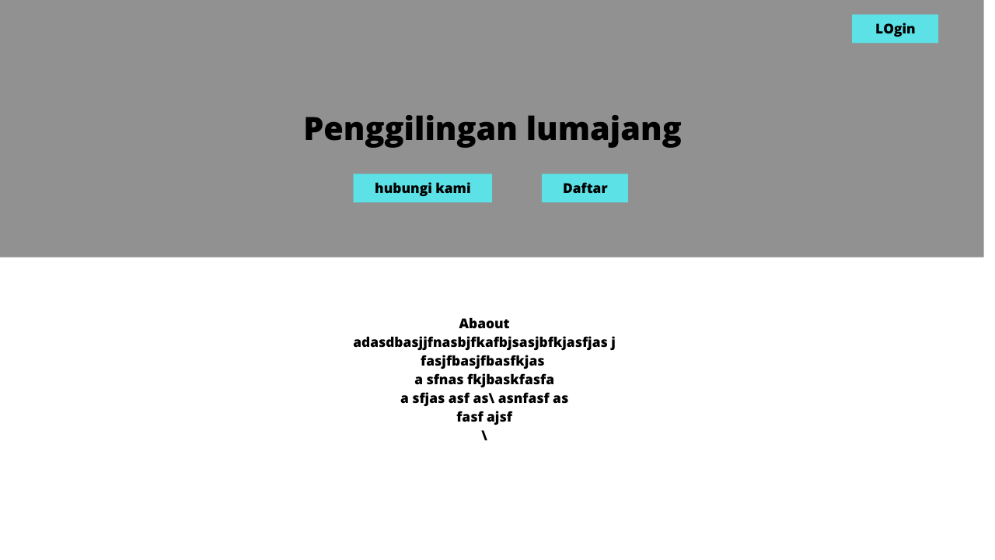 LOgin
Penggilingan lumajang
hubungi kami
Daftar
Abaout
adasdbasjjfnasbjfkafbjsasjbfkjasfjas j
fasjfbasjfbasfkjas
a sfnas fkjbaskfasfa
a sfjas asf as\ asnfasf as
fasf ajsf
\